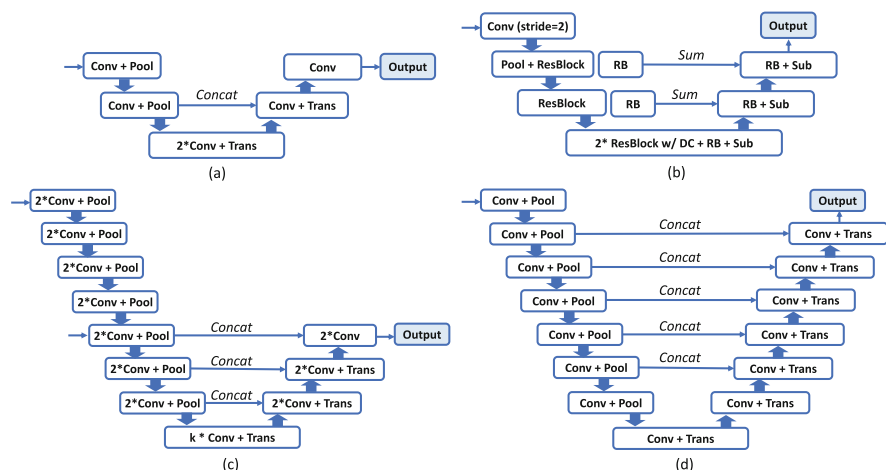 Conv + Pool
Conv
Output
Conv + Pool
Concat
Conv + Trans
2*Conv + Trans
(a)
Conv (stride=2)
Output
Pool + ResBlock
RB
Sum
RB + Sub
ResBlock
RB
Sum
RB + Sub
2* ResBlock w/ DC + RB + Sub
(b)
2*Conv + Pool
2*Conv + Pool
2*Conv + Pool
2*Conv + Pool
2*Conv + Pool
Concat
2*Conv
Output
2*Conv + Pool
Concat
2*Conv + Trans
2*Conv + Pool
Concat
2*Conv + Trans
k * Conv + Trans
(c)
Conv + Pool
Output
Conv + Pool
Concat
Conv + Trans
Conv + Pool
Concat
Conv + Trans
Conv + Pool
Concat
Conv + Trans
Conv + Pool
Concat
Conv + Trans
Conv + Pool
Concat
Conv + Trans
Conv + Pool
Conv + Trans
Conv + Trans
(d)